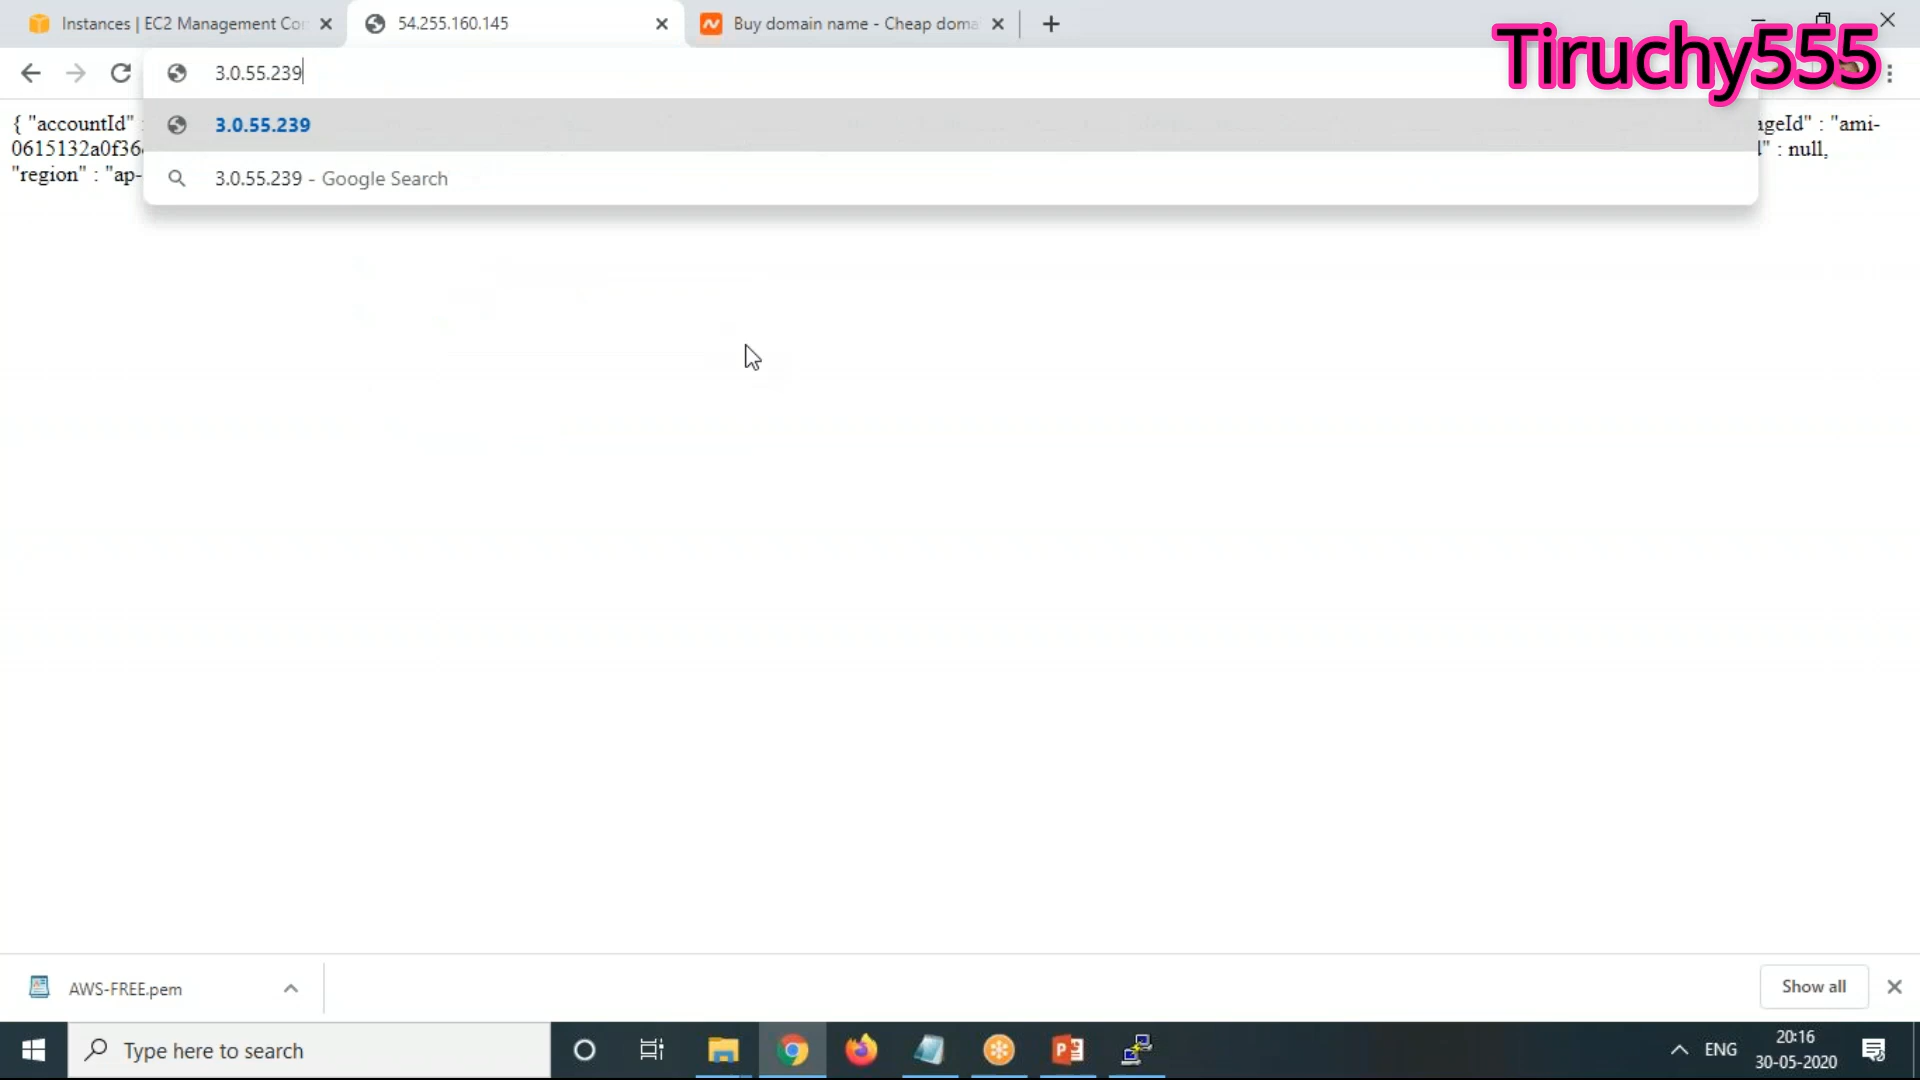 Instances | EC2 Management Con
54.255.160.145
Buy domain name - Cheap doma
Tiruchy555
3.0.55.239
3.0.55.239
3.0.55.239 - Google Search
{ "accountId" ageId" : "ami-
0615132a0f36 : null,
"region" : "ap-
AWS-FREE.pem
Show all
Type here to search
ENG
20:16
30-05-2020